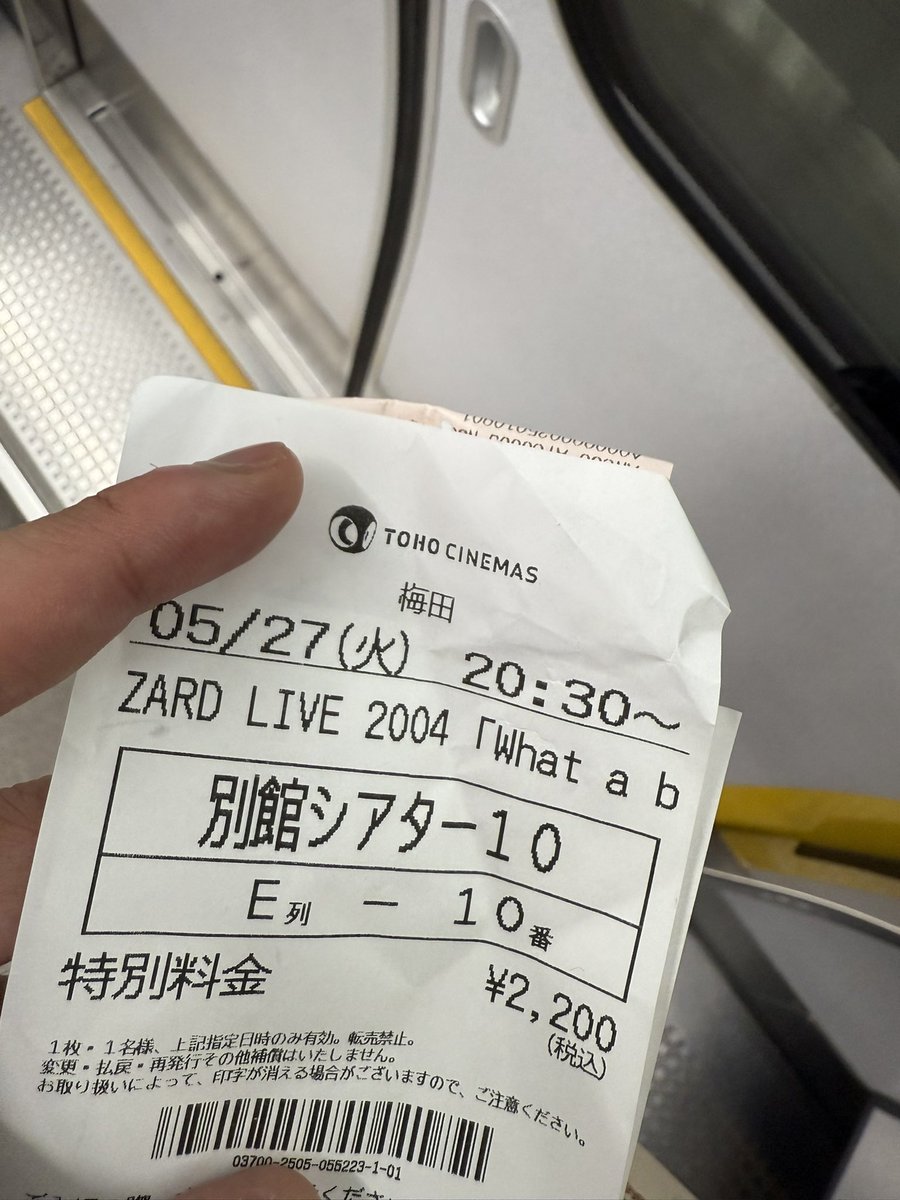 TOHO CINEMAS
梅田
05/27(火) 20:30～
ZARD LIVE 2004「What a b
別館シアター10
E列 － 10番
特別料金 ¥2,200
(税込)
1枚・1名様、上記指定日時のみ有効。転売禁止。
変更・払戻・再発行その他補償はいたしません。
お取り扱いによって、印字が消える場合がございますので、ご注意ください。
03700-2505-055223-1-01